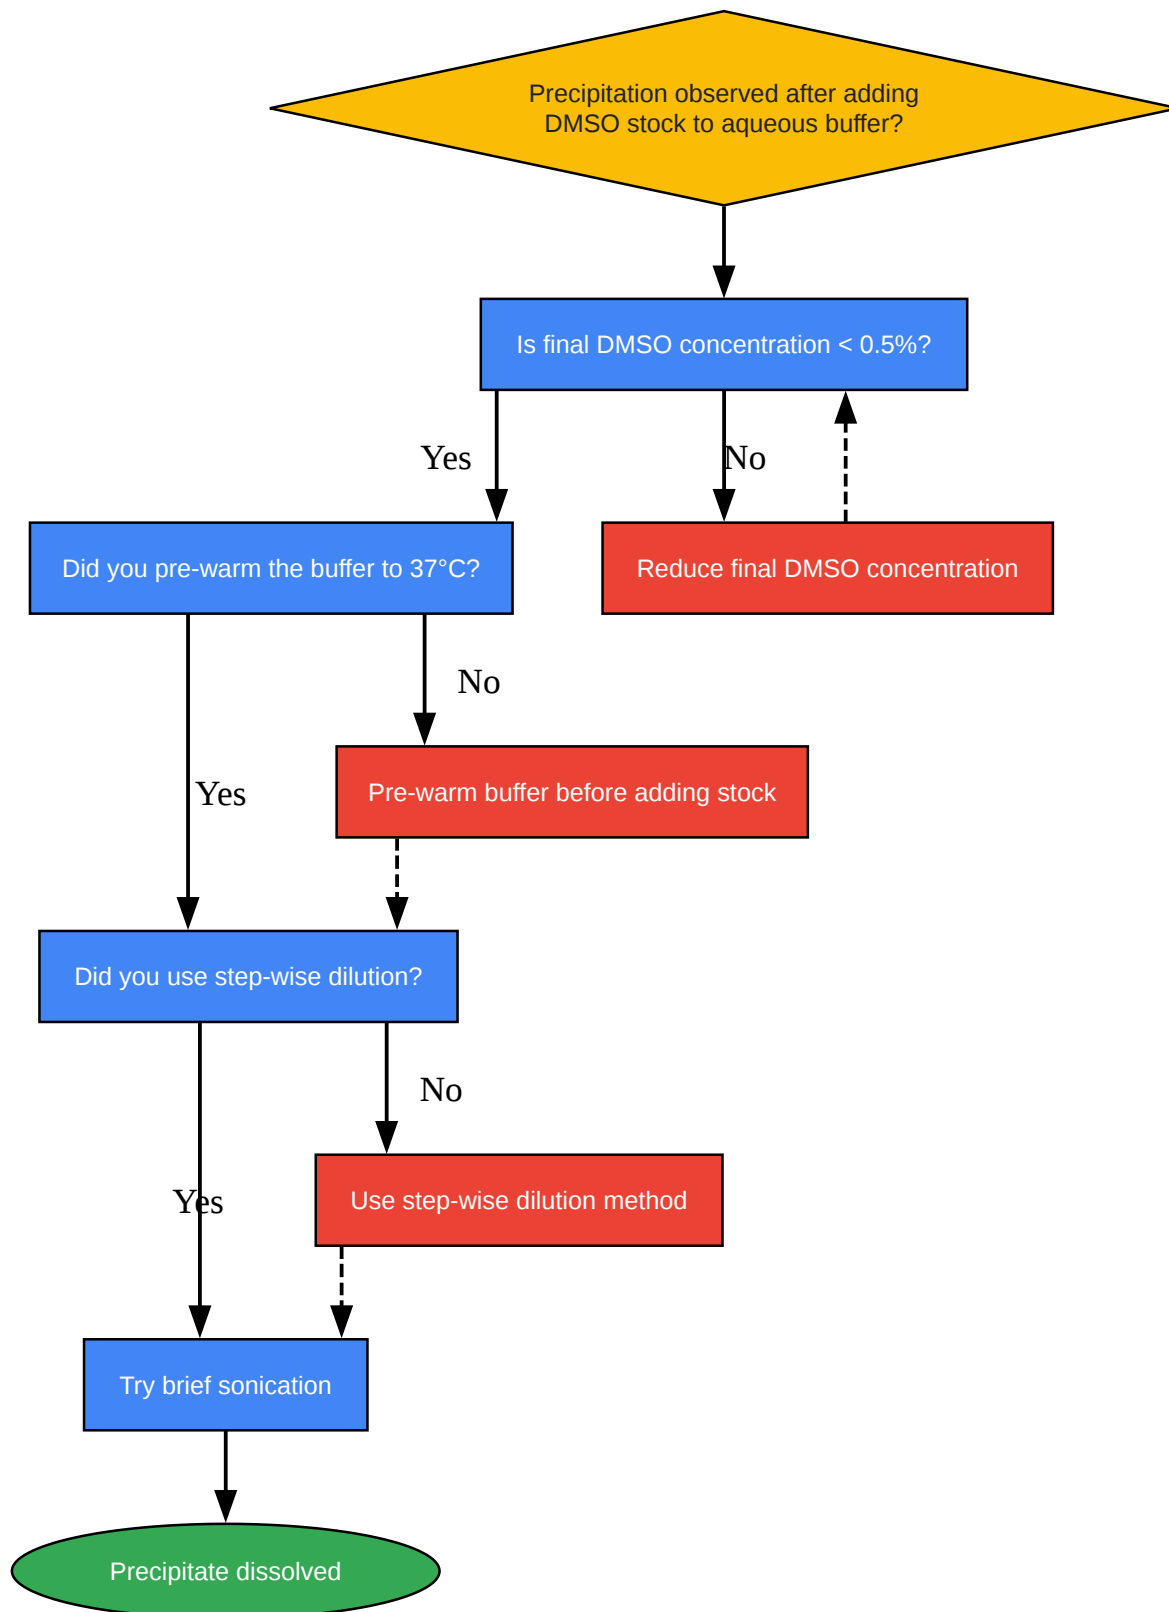 Precipitation observed after adding
DMSO stock to aqueous buffer?
Is final DMSO concentration < 0.5%?
Yes
No
Did you pre-warm the buffer to 37°C?
Reduce final DMSO concentration
No
Pre-warm buffer before adding stock
Yes
Did you use step-wise dilution?
No
Use step-wise dilution method
Yes
Try brief sonication
Precipitate dissolved